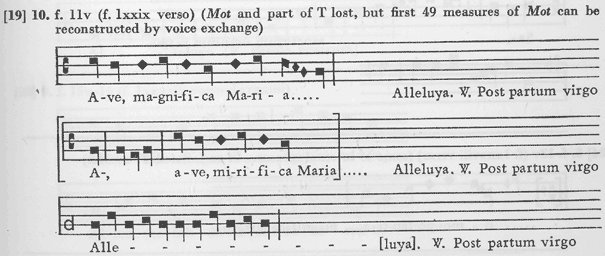 [19] 10. f. 11v (f. lxxix verso) (Mot and part of T lost, but first 49 measures of Mot can be
reconstructed by voice exchange)
A-ve, ma-gni-fi-ca Ma-ri - a..... Alleluya. ℣. Post partum virgo
A-, a-ve, mi-ri-fi-ca Maria ..... Alleluya. ℣. Post partum virgo
d
Alle - - - - - - - - [luya]. ℣. Post partum virgo